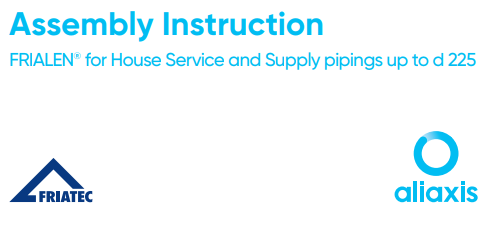 Assembly Instruction
FRIALEN® for House Service and Supply pipings up to d 225
FRIATEC
aliaxis